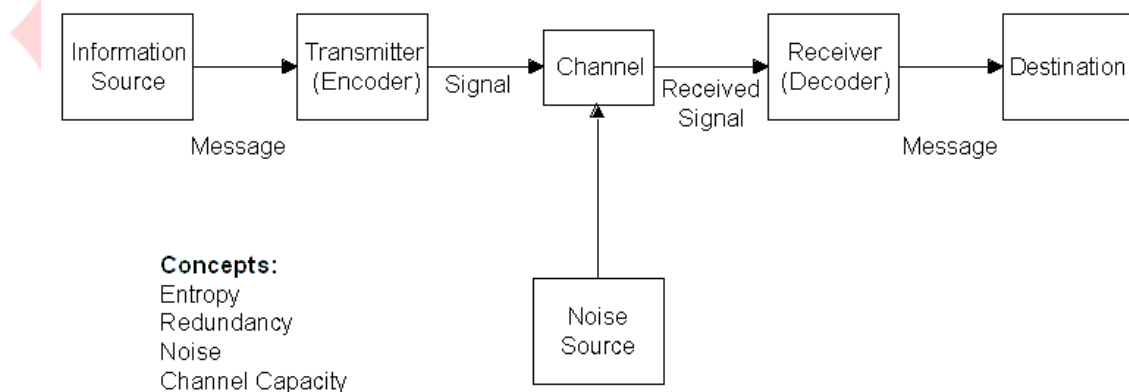 Information
Source
Message
Transmitter
(Encoder)
Signal
Channel
Received
Signal
Receiver
(Decoder)
Message
Destination
Noise
Source
Concepts:
Entropy
Redundancy
Noise
Channel Capacity